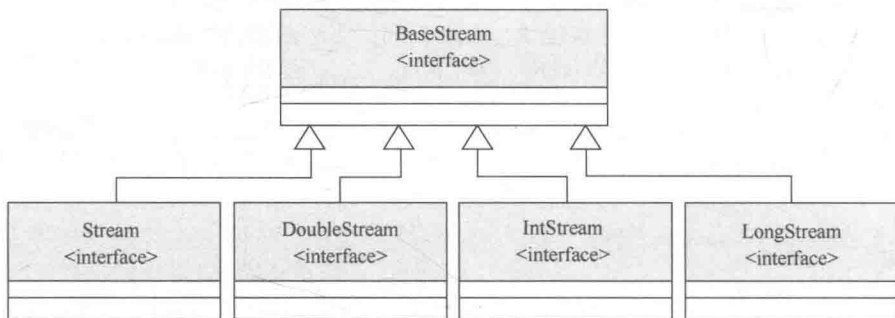 BaseStream
<interface>
Stream
<interface>
DoubleStream
<interface>
IntStream
<interface>
LongStream
<interface>